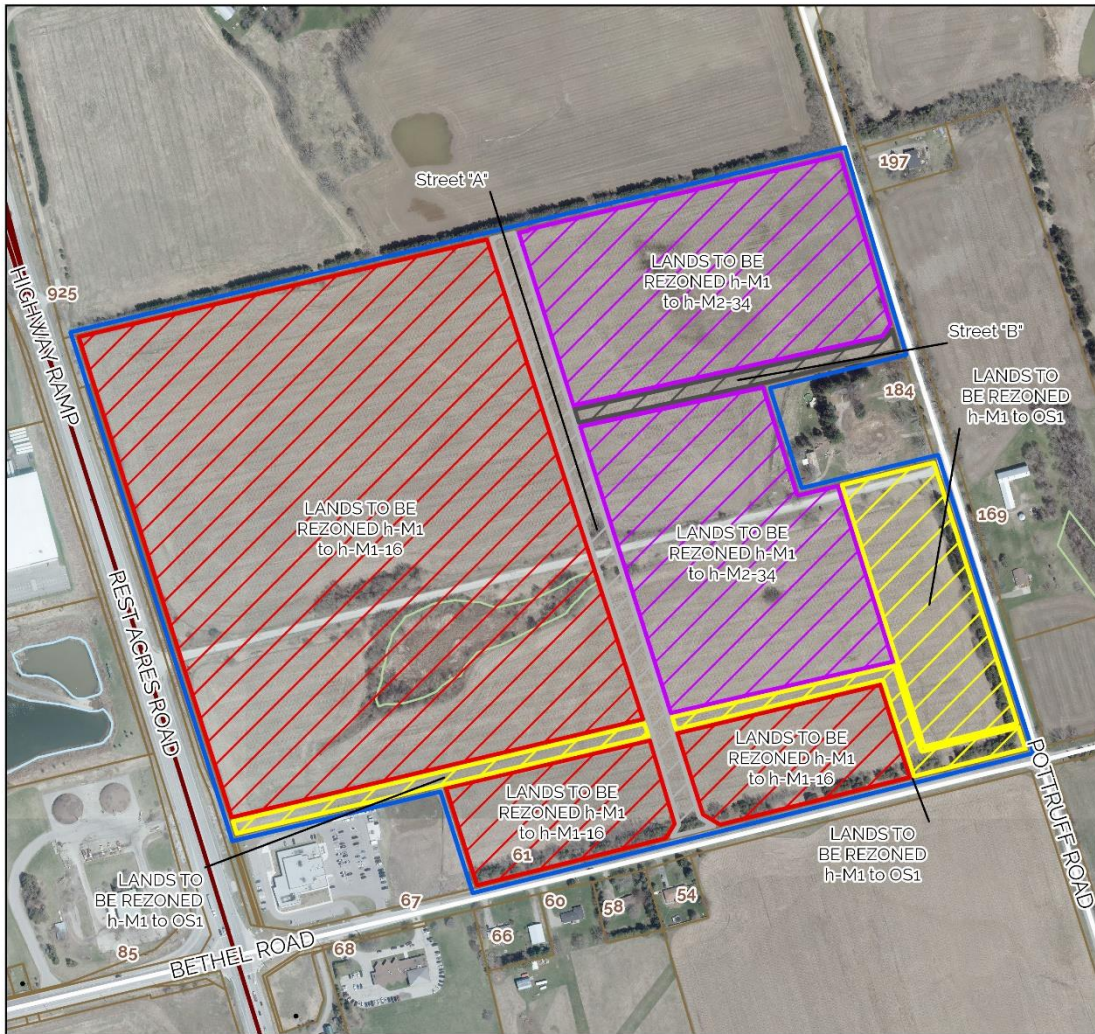 197
Street "A"
LANDS TO BE
REZONED h-M1
to h-M2-34
925
HIGHWAY RAMP
Street "B"
LANDS TO
BE REZONED
h-M1 to OS1
184
LANDS TO BE
REZONED h-M1
to h-M1-16
LANDS TO BE
REZONED h-M1
to h-M2-34
169
REST ACRES ROAD
LANDS TO BE
REZONED h-M1
to h-M1-16
LANDS TO BE
REZONED h-M1
to h-M1-16
61
POTTRUFF ROAD
LANDS TO
BE REZONED
h-M1 to OS1
LANDS TO
BE REZONED
h-M1 to OS1
67
60
58
54
66
85
68
BETHEL ROAD